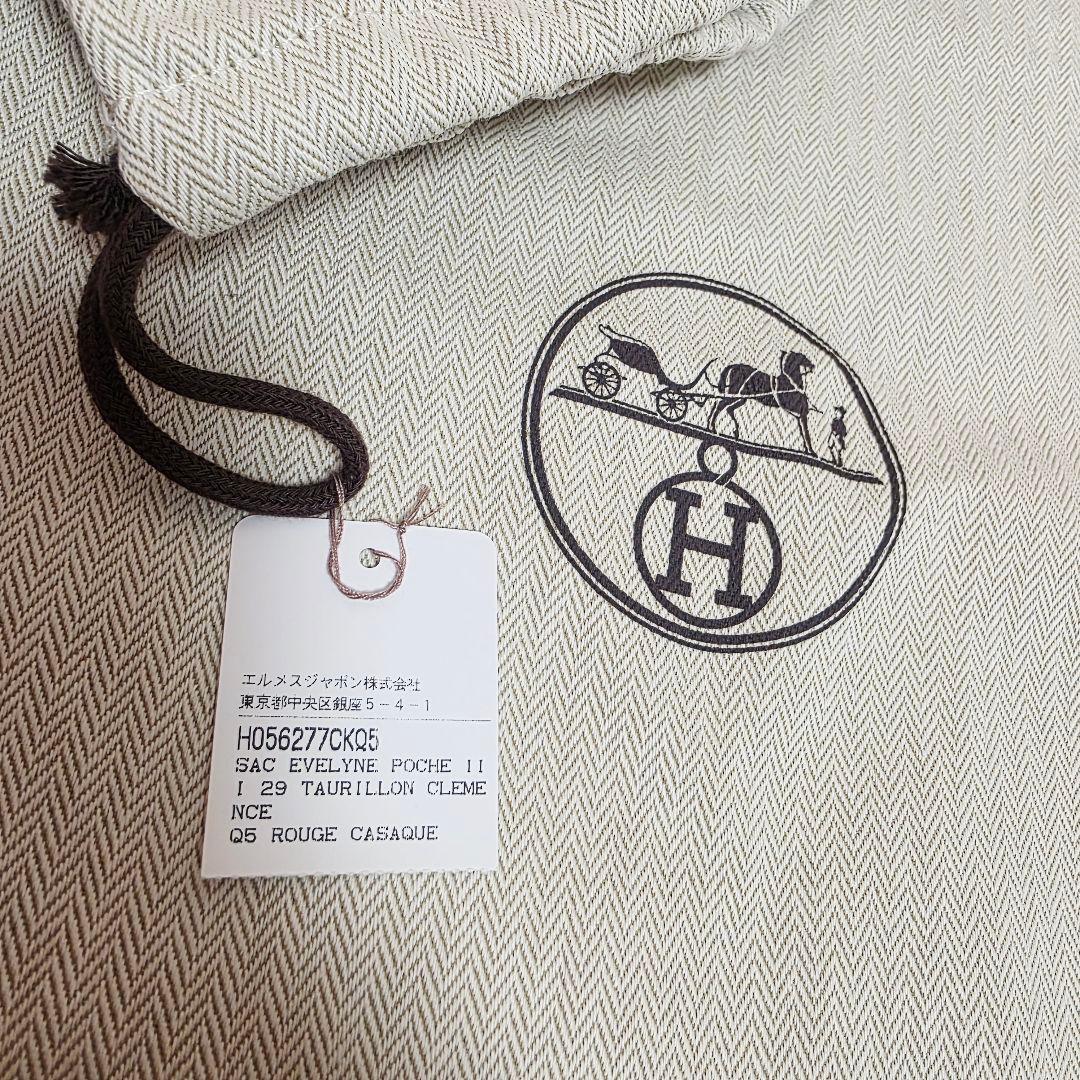 エルメスジャポン株式会社
東京都中央区銀座5-4-1
H056277CKQ5
SAC EVELYNE POCHE II
I 29 TAURILLON CLEME
NCE
Q5 ROUGE CASAQUE
H